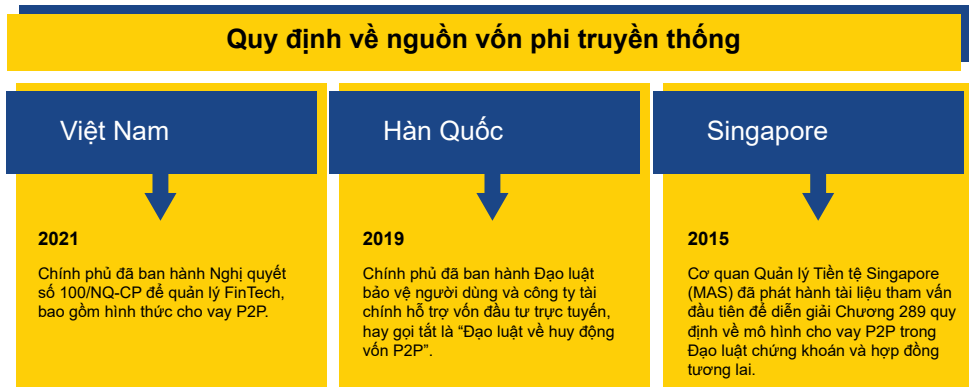 Quy định về nguồn vốn phi truyền thống
Việt Nam
2021
Chính phủ đã ban hành Nghị quyết
số 100/NQ-CP để quản lý FinTech,
bao gồm hình thức cho vay P2P.
Hàn Quốc
2019
Chính phủ đã ban hành Đạo luật
bảo vệ người dùng và công ty tài
chính hỗ trợ vốn đầu tư trực tuyến,
hay gọi tắt là “Đạo luật về huy động
vốn P2P”.
Singapore
2015
Cơ quan Quản lý Tiền tệ Singapore
(MAS) đã phát hành tài liệu tham vấn
đầu tiên để diễn giải Chương 289 quy
định về mô hình cho vay P2P trong
Đạo luật chứng khoán và hợp đồng
tương lai.